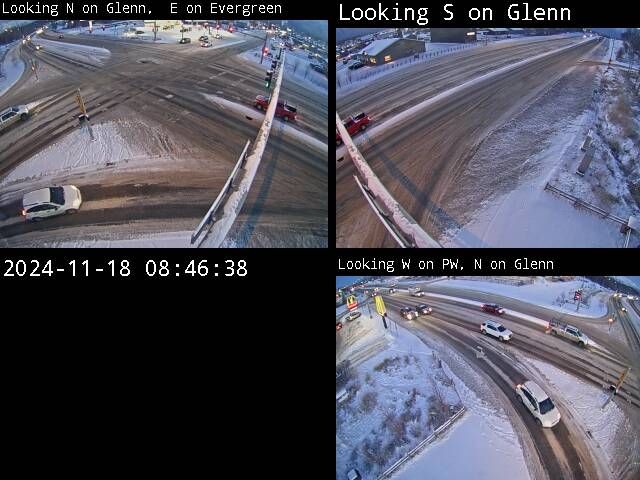 Looking N on Glenn,  E on Evergreen
Looking S on Glenn
2024-11-18 08:46:38
Looking W on PW, N on Glenn